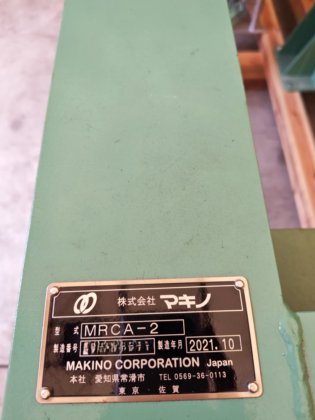 株式会社 マキノ
型式 MRCA-2
製造番号 製造年月 2021.10
MAKINO CORPORATION Japan
本社 愛知県常滑市 TEL 0569-36-0113
東京 佐賀